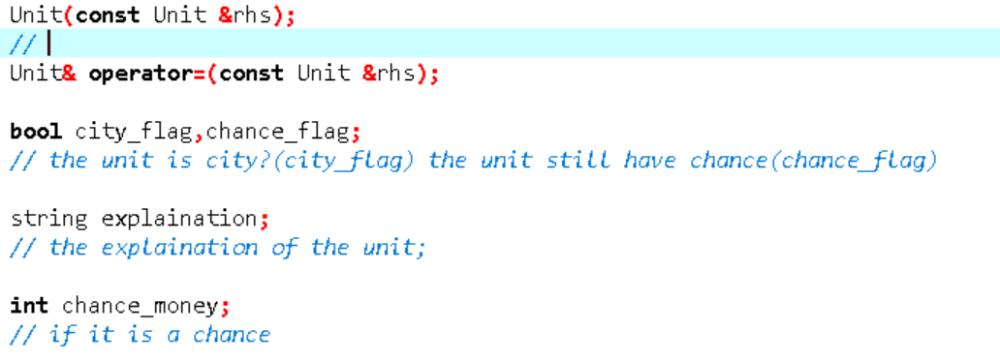 Unit(const Unit &rhs);
//
Unit& operator=(const Unit &rhs);
bool city_flag,chance_flag;
// the unit is city?(city_flag) the unit still have chance(chance_flag)
string explaination;
// the explaination of the unit;
int chance_money;
// if it is a chance